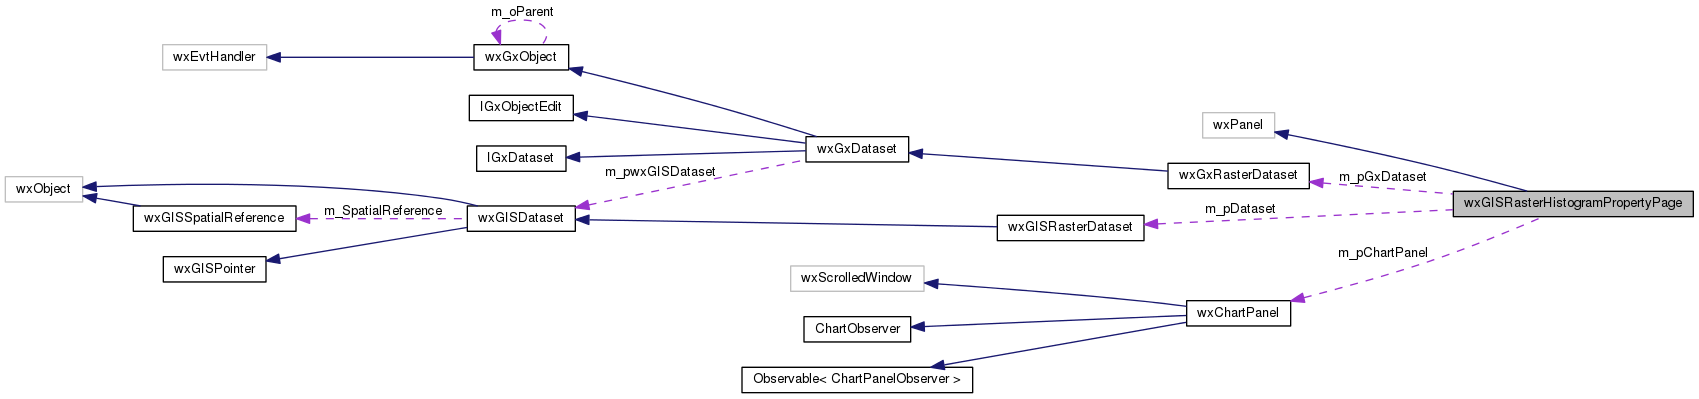 m_oParent
wxEvtHandler
wxGxObject
IGxObjectEdit
wxPanel
IGxDataset
wxGxDataset
m_pwxGISDataset
wxGxRasterDataset
m_pGxDataset
wxObject
wxGISSpatialReference
m_SpatialReference
wxGISDataset
wxGISRasterDataset
m_pDataset
wxGISRasterHistogramPropertyPage
wxGISPointer
m_pChartPanel
wxScrolledWindow
wxChartPanel
ChartObserver
Observable< ChartPanelObserver >